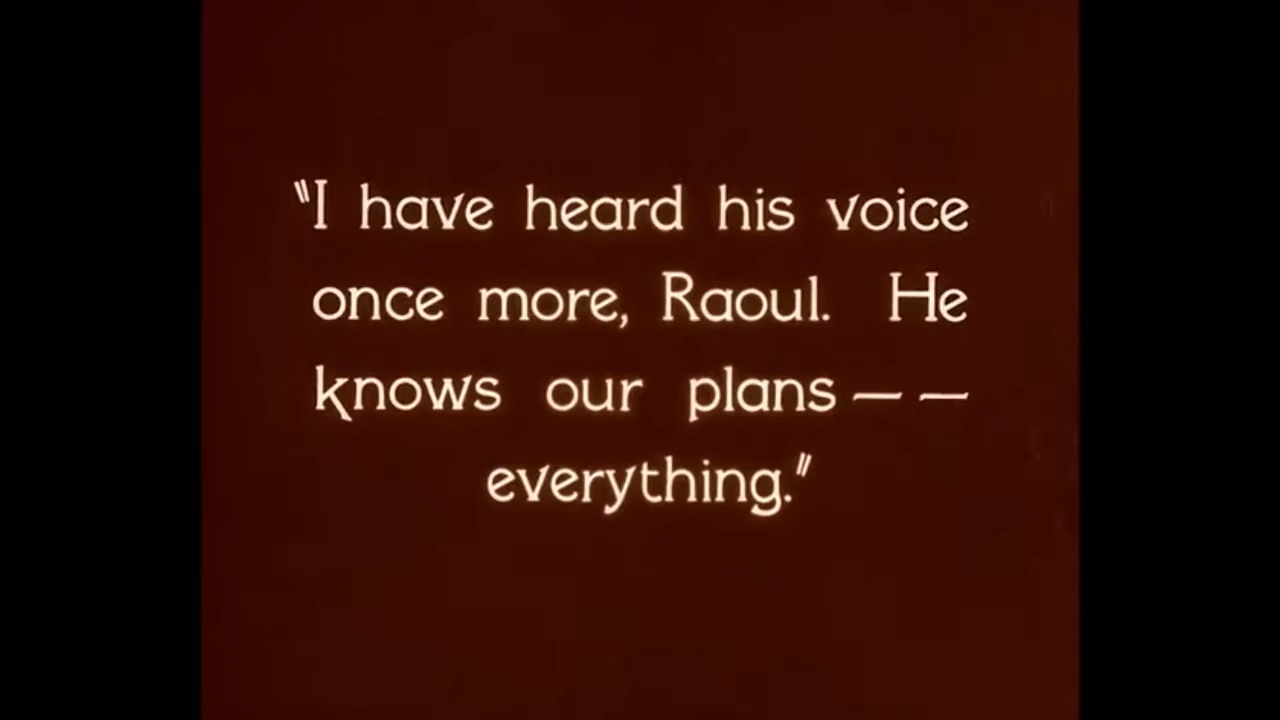 "I have heard his voice
once more, Raoul. He
knows our plans — —
everything."